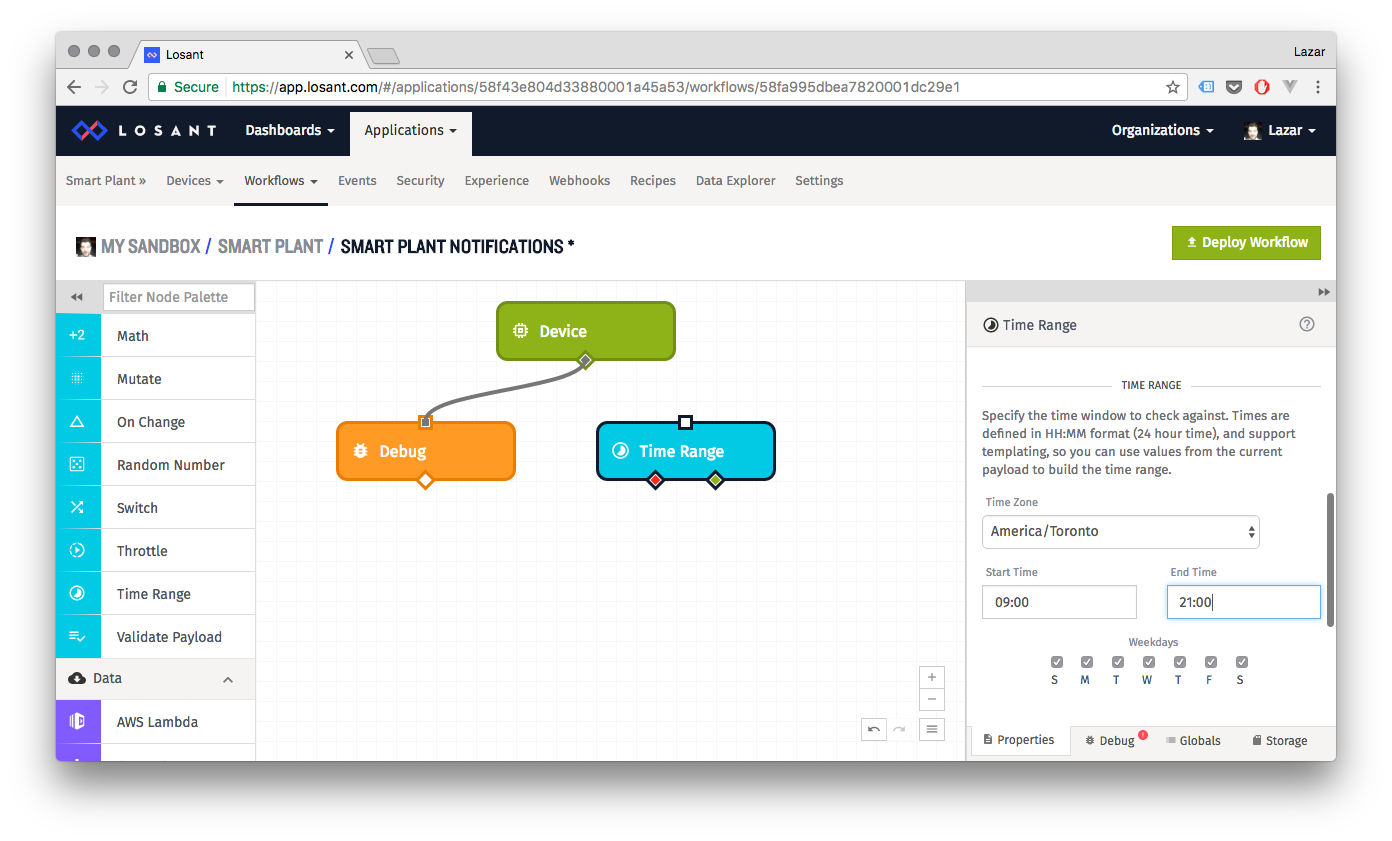 Losant
Lazar
Secure https://app.losant.com/#/applications/58f43e804d33880001a45a53/workflows/58fa995dbea7820001dc29e1
LOSANT Dashboards Applications Organizations Lazar
Smart Plant » Devices Workflows Events Security Experience Webhooks Recipes Data Explorer Settings
MY SANDBOX / SMART PLANT / SMART PLANT NOTIFICATIONS *
Deploy Workflow
Filter Node Palette
+2 Math
Mutate
On Change
Random Number
Switch
Throttle
Time Range
Validate Payload
Data
AWS Lambda
Device
Debug
Time Range
+
−
Time Range
TIME RANGE
Specify the time window to check against. Times are
defined in HH:MM format (24 hour time), and support
templating, so you can use values from the current
payload to build the time range.
Time Zone
America/Toronto
Start Time End Time
09:00 21:00
Weekdays
S M T W T F S
Properties Debug ! Globals Storage